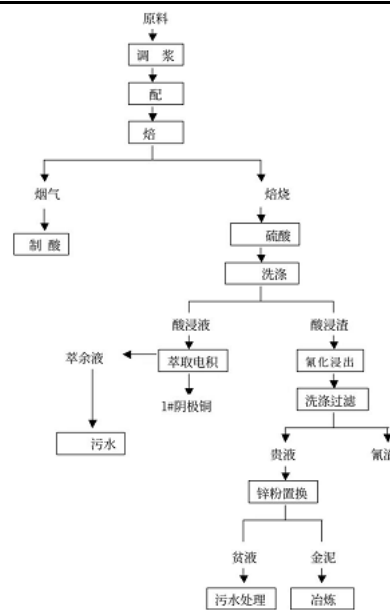 原料
调 浆
配
焙
烟气
焙烧
制 酸
硫酸
洗涤
酸浸液
酸浸渣
萃余液
萃取电积
氰化浸出
1#阴极铜
洗涤过滤
污水
贵液
氰渣
锌粉置换
贫液
金泥
污水处理
冶炼